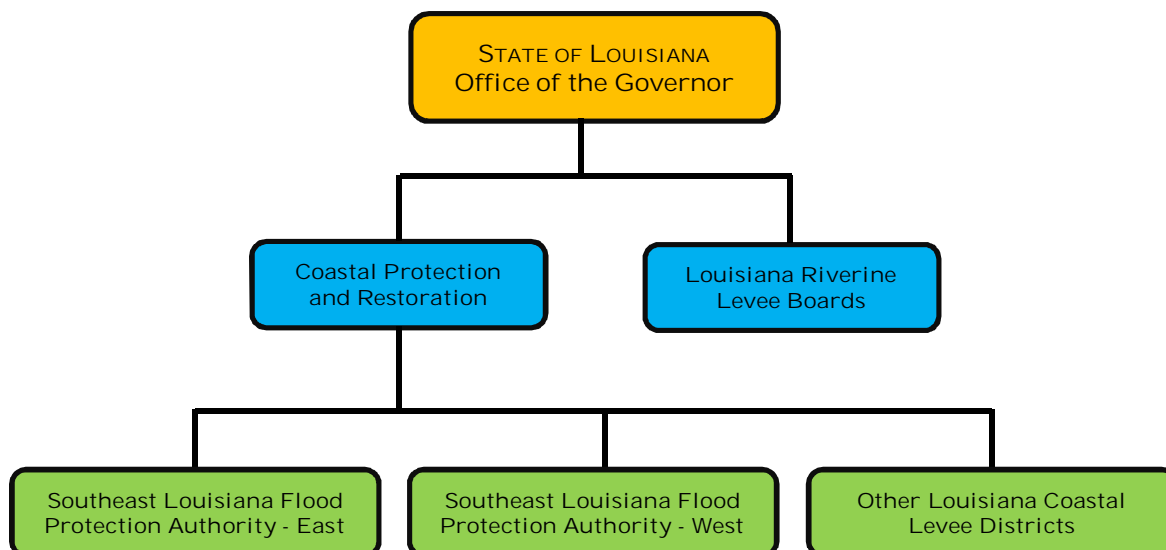 STATE OF LOUISIANA
Office of the Governor
Coastal Protection
and Restoration
Louisiana Riverine
Levee Boards
Southeast Louisiana Flood
Protection Authority - East
Southeast Louisiana Flood
Protection Authority - West
Other Louisiana Coastal
Levee Districts